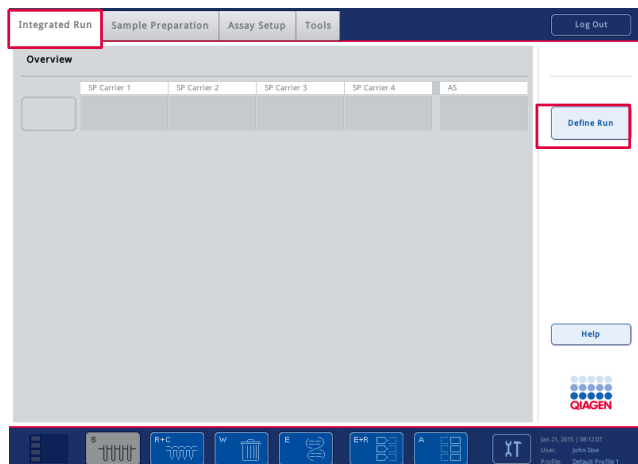 Integrated Run Sample Preparation Assay Setup Tools Log Out
Overview
SP Carrier 1 SP Carrier 2 SP Carrier 3 SP Carrier 4 AS
Define Run
Help
QIAGEN
S R+C W E E+R A
Jan 21, 2015 | 08:12:07
User: John Doe
Profile: Default Profile 1